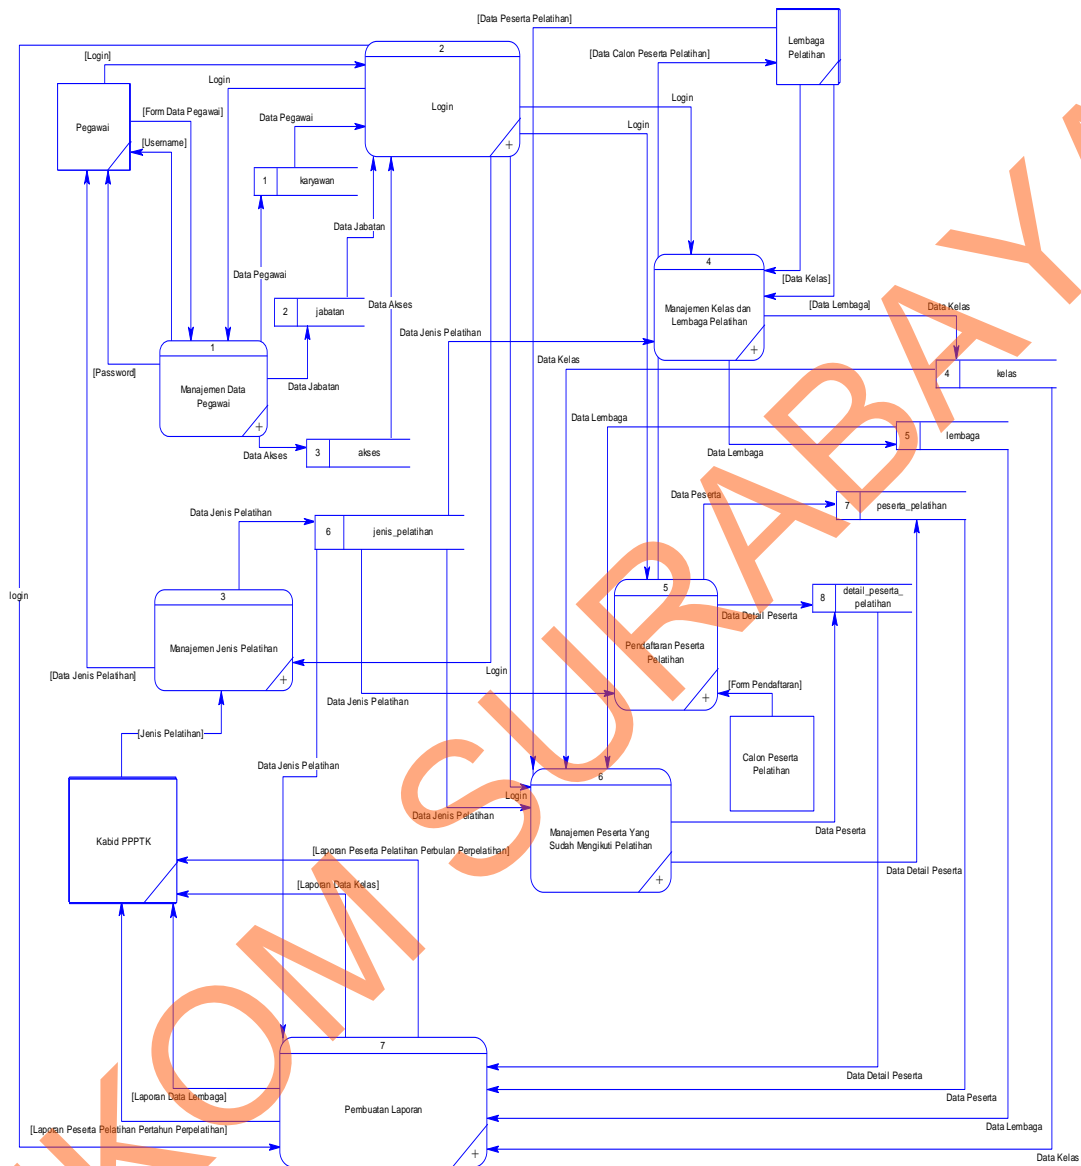 [Data Peserta Pelatihan]
2
Login
Lembaga
Pelatihan
[Login]
[Data Calon Peserta Pelatihan]
Login
Login
Login
Pegawai
[Form Data Pegawai]
Data Pegawai
[Username]
1
karyawan
Data Jabatan
4
Manajemen Kelas dan
Lembaga Pelatihan
[Data Kelas]
[Data Lembaga]
Data Kelas
Data Pegawai
2
jabatan
Data Akses
Data Jenis Pelatihan
1
Manajemen Data
Pegawai
[Password]
Data Jabatan
Data Kelas
4
kelas
Data Lembaga
5
lembaga
Data Lembaga
Data Akses
3
akses
Data Peserta
7
peserta_pelatihan
Data Jenis Pelatihan
6
jenis_pelatihan
login
3
Manajemen Jenis Pelatihan
5
Pendaftaran Peserta
Pelatihan
Data Detail Peserta
8
detail_peserta_
pelatihan
[Data Jenis Pelatihan]
Login
Data Jenis Pelatihan
[Form Pendaftaran]
[Jenis Pelatihan]
Calon Peserta
Pelatihan
Data Jenis Pelatihan
6
Manajemen Peserta Yang
Sudah Mengikuti Pelatihan
Login
Data Jenis Pelatihan
Data Peserta
Data Detail Peserta
Kabid PPPTK
[Laporan Peserta Pelatihan Perbulan Perpelatihan]
[Laporan Data Kelas]
7
Pembuatan Laporan
Data Detail Peserta
[Laporan Data Lembaga]
Data Peserta
[Laporan Peserta Pelatihan Pertahun Perpelatihan]
Data Lembaga
Data Kelas
KOM SURABAYA